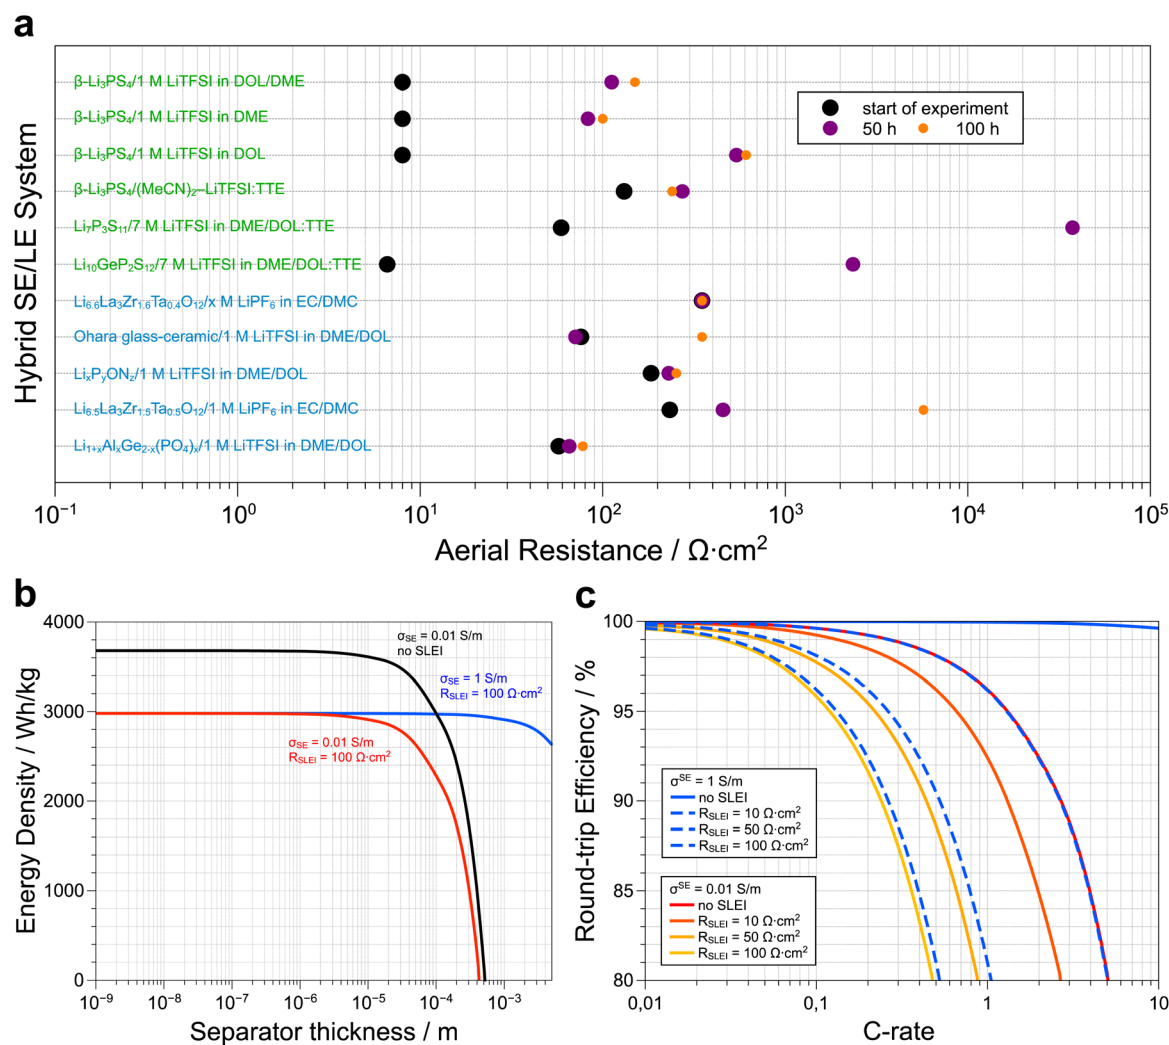 a
Hybrid SE/LE System
β-Li₃PS₄/1 M LiTFSI in DOL/DME
β-Li₃PS₄/1 M LiTFSI in DME
β-Li₃PS₄/1 M LiTFSI in DOL
β-Li₃PS₄/(MeCN)₂–LiTFSI:TTE
Li₇P₃S₁₁/7 M LiTFSI in DME/DOL:TTE
Li₁₀GeP₂S₁₂/7 M LiTFSI in DME/DOL:TTE
Li₆.₆La₃Zr₁.₆Ta₀.₄O₁₂/x M LiPF₆ in EC/DMC
Ohara glass-ceramic/1 M LiTFSI in DME/DOL
LiₓPᵧONz/1 M LiTFSI in DME/DOL
Li₆.₅La₃Zr₁.₅Ta₀.₅O₁₂/1 M LiPF₆ in EC/DMC
Li₁₊ₓAlₓGe₂₋ₓ(PO₄)ₓ/1 M LiTFSI in DME/DOL
start of experiment
50 h 100 h
10⁻¹ 10⁰ 10¹ 10² 10³ 10⁴ 10⁵
Aerial Resistance / Ω·cm²
b
Energy Density / Wh/kg
4000
3000
2000
1000
0
σSE = 0.01 S/m
no SLEI
σSE = 1 S/m
RSLEI = 100 Ω·cm²
σSE = 0.01 S/m
RSLEI = 100 Ω·cm²
10⁻⁹ 10⁻⁸ 10⁻⁷ 10⁻⁶ 10⁻⁵ 10⁻⁴ 10⁻³
Separator thickness / m
c
Round-trip Efficiency / %
100
95
90
85
80
σSE = 1 S/m
no SLEI
RSLEI = 10 Ω·cm²
RSLEI = 50 Ω·cm²
RSLEI = 100 Ω·cm²
σSE = 0.01 S/m
no SLEI
RSLEI = 10 Ω·cm²
RSLEI = 50 Ω·cm²
RSLEI = 100 Ω·cm²
0,01 0,1 1 10
C-rate